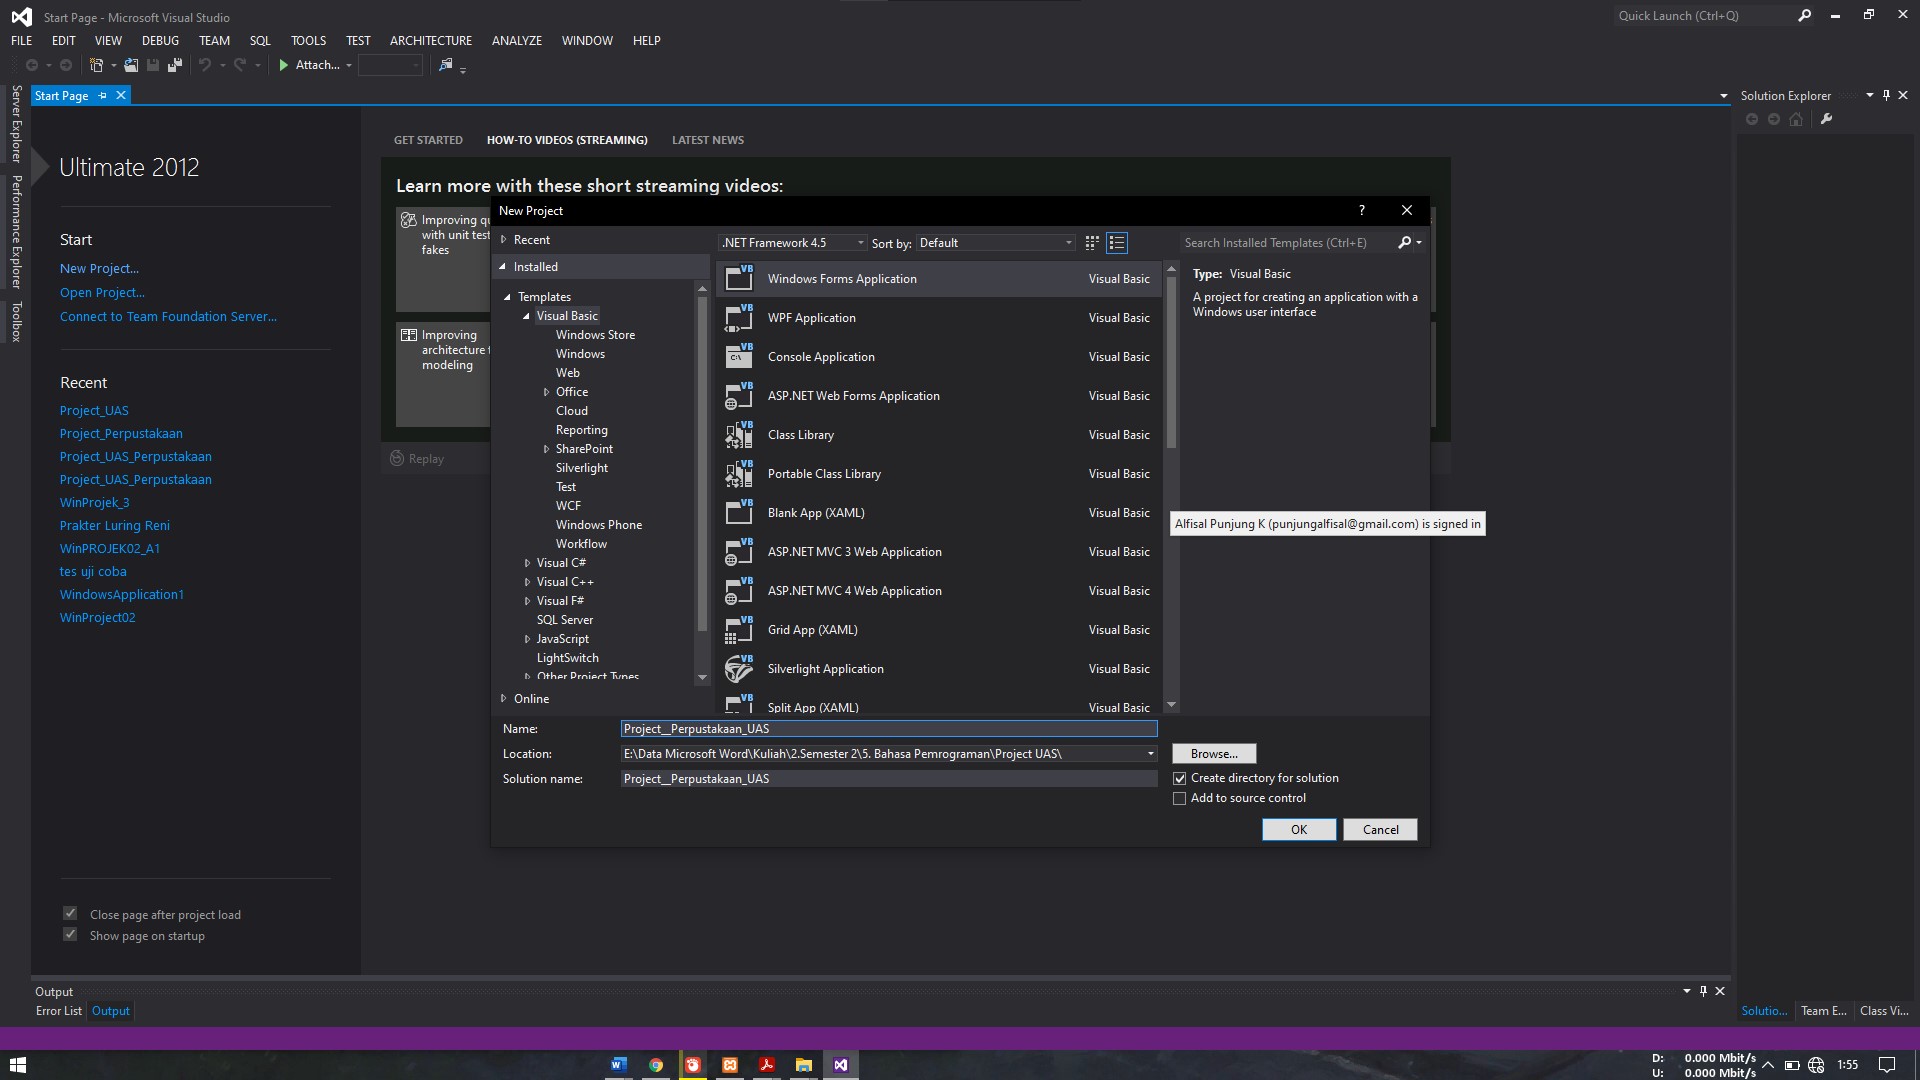 Start Page - Microsoft Visual Studio
Quick Launch (Ctrl+Q)
FILE EDIT VIEW DEBUG TEAM SQL TOOLS TEST ARCHITECTURE ANALYZE WINDOW HELP
Attach...
Server Explorer
Performance Explorer
Toolbox
Start Page
Solution Explorer
Ultimate 2012
Start
New Project...
Open Project...
Connect to Team Foundation Server...
Recent
Project_UAS
Project_Perpustakaan
Project_UAS_Perpustakaan
Project_UAS_Perpustakaan
WinProjek_3
Prakter Luring Reni
WinPROJEK02_A1
tes uji coba
WindowsApplication1
WinProject02
Close page after project load
Show page on startup
GET STARTED HOW-TO VIDEOS (STREAMING) LATEST NEWS
Learn more with these short streaming videos:
Improving qu
with unit test
fakes
Improving
architecture
modeling
Replay
New Project
?
Recent
Installed
Templates
Visual Basic
Windows Store
Windows
Web
Office
Cloud
Reporting
SharePoint
Silverlight
Test
WCF
Windows Phone
Workflow
Visual C#
Visual C++
Visual F#
SQL Server
JavaScript
LightSwitch
Other Project Types
Online
.NET Framework 4.5 Sort by: Default
Search Installed Templates (Ctrl+E)
VB Windows Forms Application Visual Basic
VB WPF Application Visual Basic
VB C:\ Console Application Visual Basic
VB ASP.NET Web Forms Application Visual Basic
VB Class Library Visual Basic
VB Portable Class Library Visual Basic
VB Blank App (XAML) Visual Basic
VB ASP.NET MVC 3 Web Application Visual Basic
VB ASP.NET MVC 4 Web Application Visual Basic
VB Grid App (XAML) Visual Basic
VB Silverlight Application Visual Basic
VB Split App (XAML) Visual Basic
Type: Visual Basic
A project for creating an application with a
Windows user interface
Alfisal Punjung K (punjungalfisal@gmail.com) is signed in
Name: Project__Perpustakaan_UAS
Location: E:\Data Microsoft Word\Kuliah\2.Semester 2\5. Bahasa Pemrograman\Project UAS\
Browse...
Solution name: Project__Perpustakaan_UAS
Create directory for solution
Add to source control
OK Cancel
Output
Error List Output
Solutio... Team E... Class Vi...
D: 0.000 Mbit/s
U: 0.000 Mbit/s
1:55